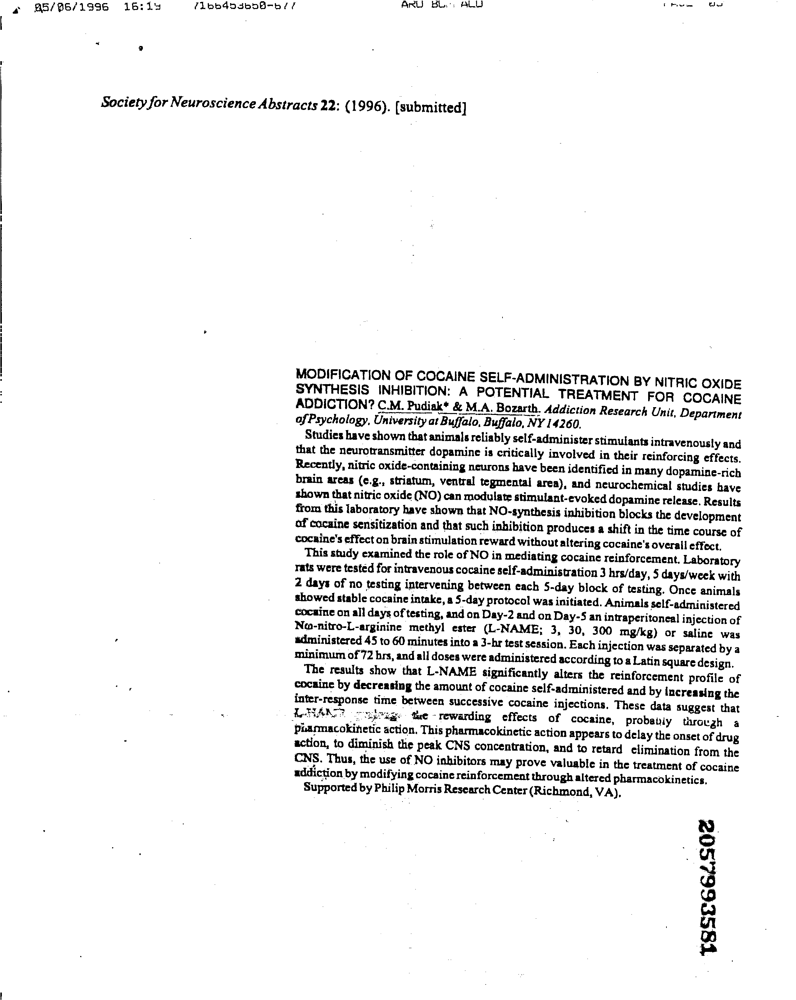 05/06/1996 16:19
Society for Neuroscience Abstracts 22: (1996). [submitted]
MODIFICATION OF COCAINE SELF-ADMINISTRATION BY NITRIC OXIDE
SYNTHESIS INHIBITION: A POTENTIAL TREATMENT FOR COCAINE
ADDICTION? C.M. Pudiak* & M.A. Bozarth. Addiction Research Unit, Department
of Psychology, University at Buffalo, Buffalo, NY 14260.
Studies have shown that animals reliably self-administer stimulants intravenously and
that the neurotransmitter dopamine is critically involved in their reinforcing effects.
Recently, nitric oxide-containing neurons have been identified in many dopamine-rich
brain areas (e.g., striatum, ventral tegmental area), and neurochemical studies have
shown that nitric oxide (NO) can modulate stimulant-evoked dopamine release. Results
from this laboratory have shown that NO-synthesis inhibition blocks the development
of cocaine sensitization and that such inhibition produces a shift in the time course of
cocaine's effect on brain stimulation reward without altering cocaine's overall effect.
This study examined the role of NO in mediating cocaine reinforcement. Laboratory
rats were tested for intravenous cocaine self-administration 3 hrs/day, 5 days/week with
2 days of no testing intervening between each 5-day block of testing. Once animals
showed stable cocaine intake, a 5-day protocol was initiated. Animals self-administered
cocaine on all days of testing, and on Day-2 and on Day-5 an intraperitoneal injection of
Nω-nitro-L-arginine methyl ester (L-NAME; 3, 30, 300 mg/kg) or saline was
administered 45 to 60 minutes into a 3-hr test session. Each injection was separated by a
minimum of 72 hrs, and all doses were administered according to a Latin square design.
The results show that L-NAME significantly alters the reinforcement profile of
cocaine by decreasing the amount of cocaine self-administered and by increasing the
inter-response time between successive cocaine injections. These data suggest that
the rewarding effects of cocaine, probably through a
pharmacokinetic action. This pharmacokinetic action appears to delay the onset of drug
action, to diminish the peak CNS concentration, and to retard elimination from the
CNS. Thus, the use of NO inhibitors may prove valuable in the treatment of cocaine
addiction by modifying cocaine reinforcement through altered pharmacokinetics.
Supported by Philip Morris Research Center (Richmond, VA).
2057993581